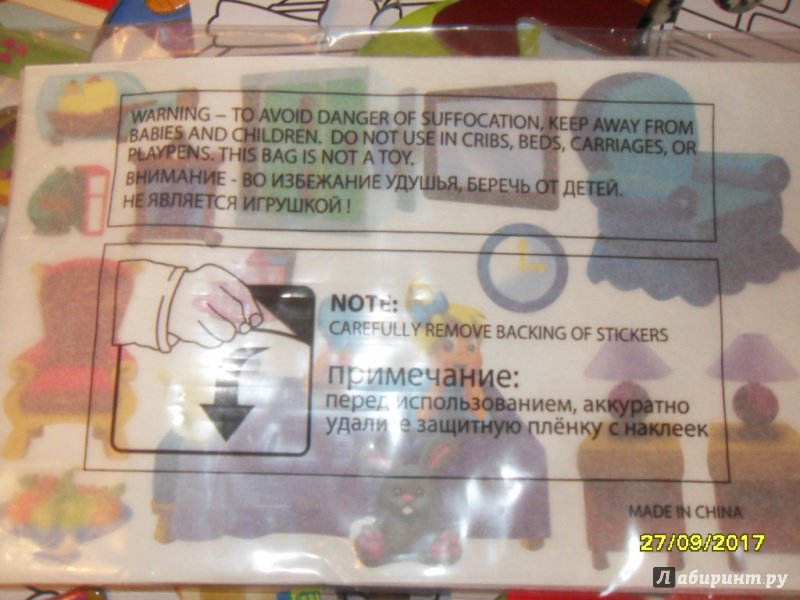 WARNING – TO AVOID DANGER OF SUFFOCATION, KEEP AWAY FROM
BABIES AND CHILDREN. DO NOT USE IN CRIBS, BEDS, CARRIAGES, OR
PLAYPENS. THIS BAG IS NOT A TOY.
ВНИМАНИЕ - ВО ИЗБЕЖАНИЕ УДУШЬЯ, БЕРЕЧЬ ОТ ДЕТЕЙ.
НЕ ЯВЛЯЕТСЯ ИГРУШКОЙ !
NOTE:
CAREFULLY REMOVE BACKING OF STICKERS
примечание:
перед использованием, аккуратно
удалите защитную плёнку с наклеек
MADE IN CHINA
27/09/2017
Лабиринт.ру